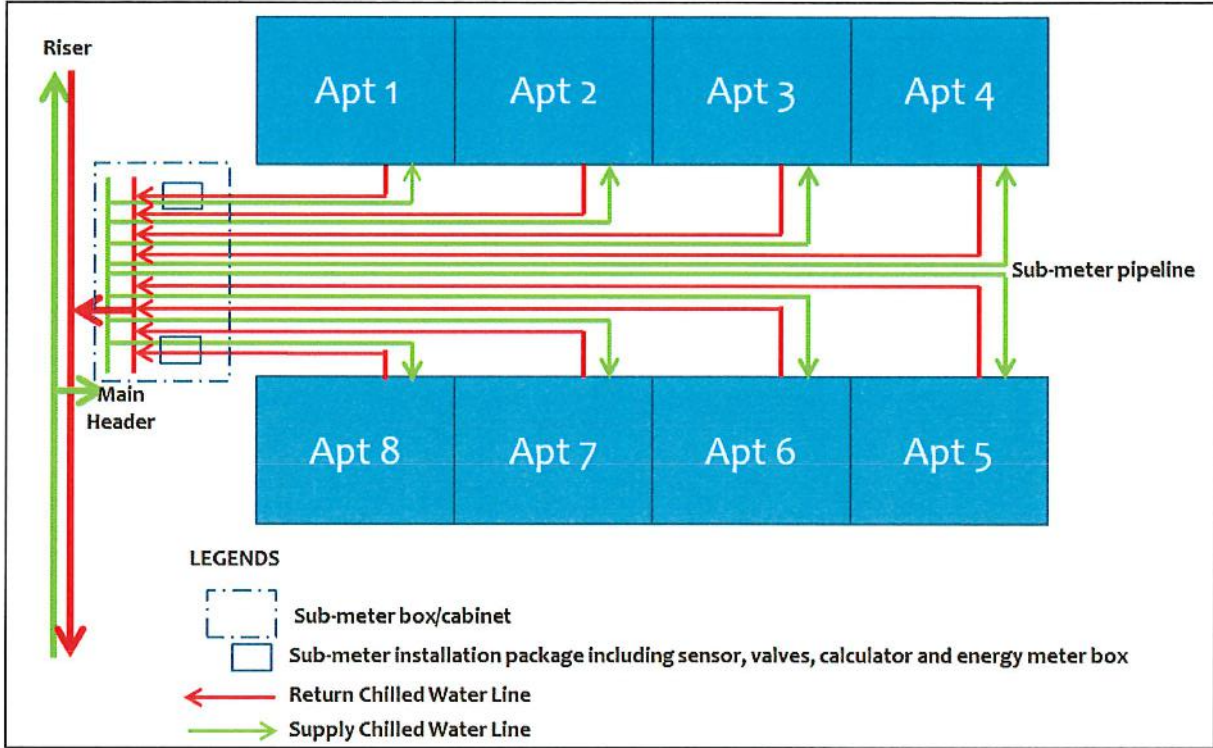 Riser
Apt 1
Apt 2
Apt 3
Apt 4
Sub-meter pipeline
Main
Header
Apt 8
Apt 7
Apt 6
Apt 5
LEGENDS
Sub-meter box/cabinet
Sub-meter installation package including sensor, valves, calculator and energy meter box
Return Chilled Water Line
Supply Chilled Water Line